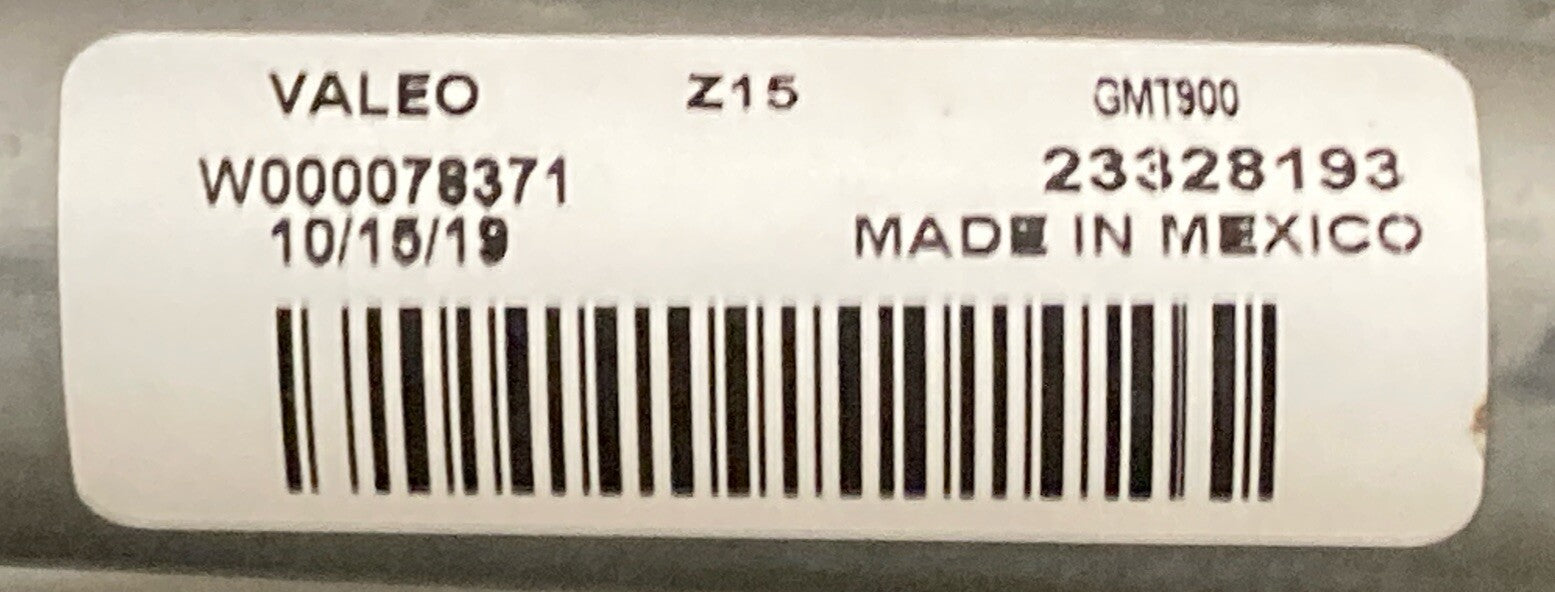 VALEO Z15 GMT900
W000078371 23328193
10/15/19 MADE IN MEXICO